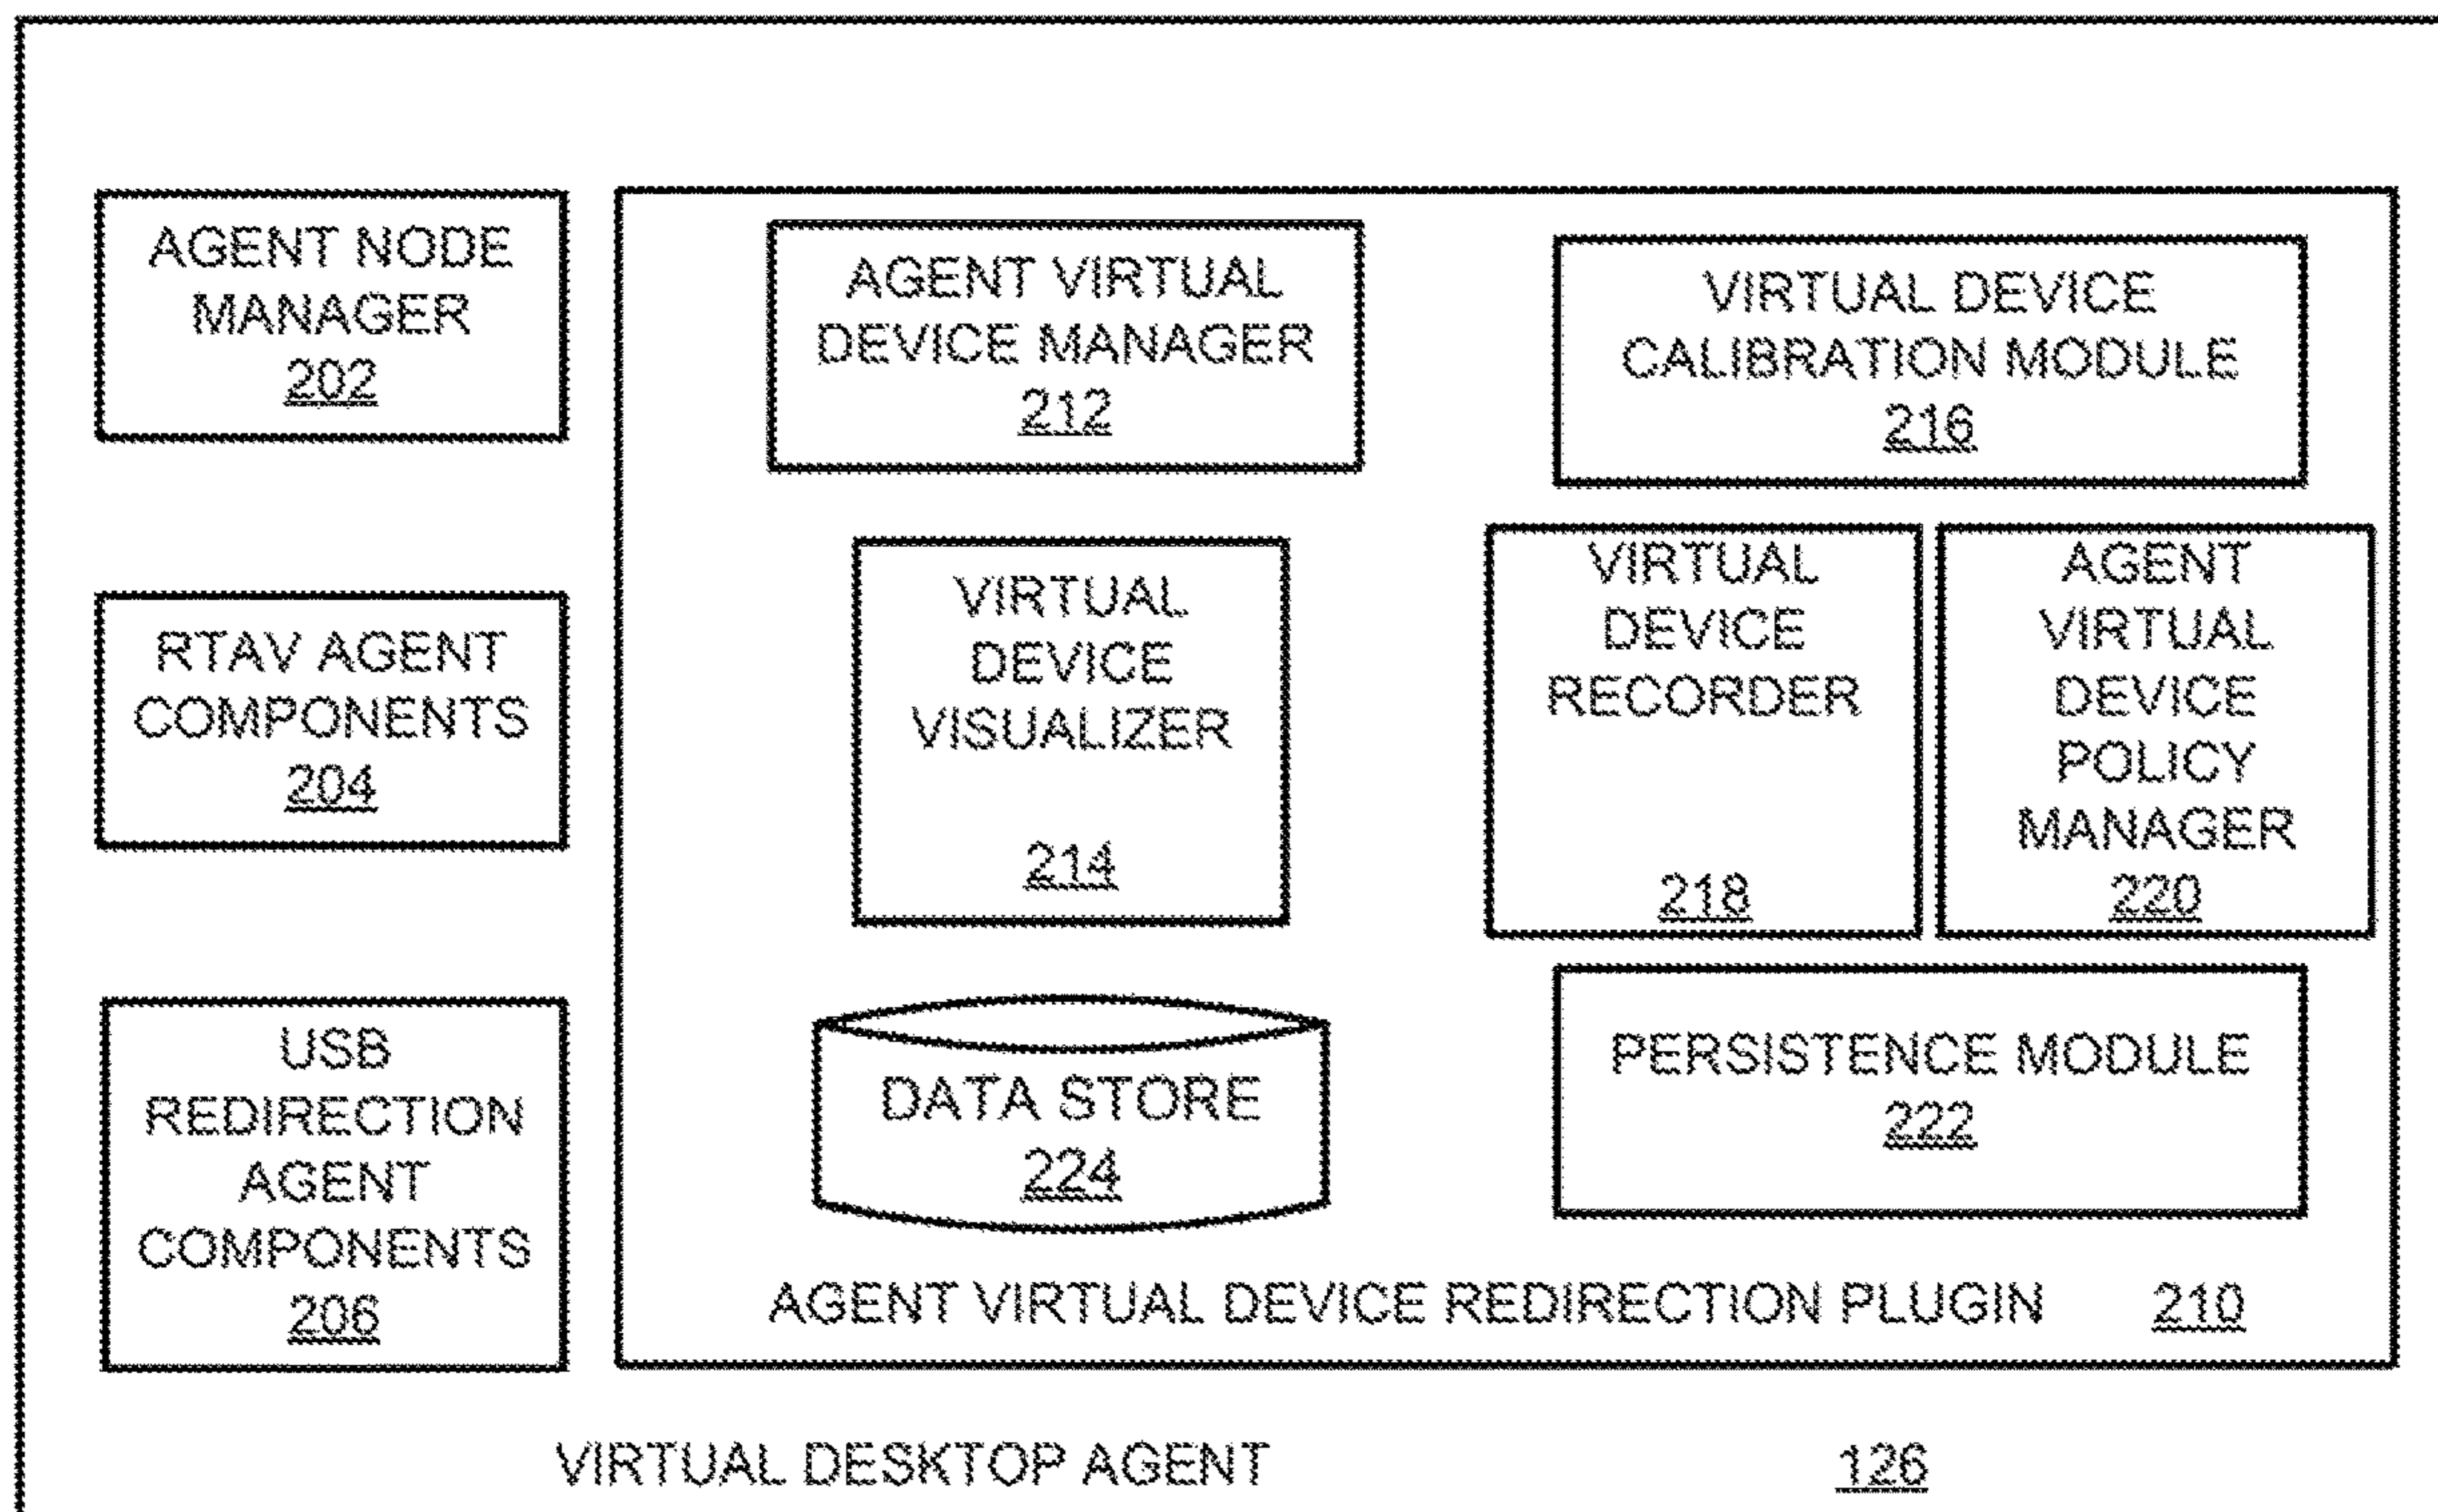 AGENT NODE
MANAGER
202
RTAV AGENT
COMPONENTS
204
USB
REDIRECTION
AGENT
COMPONENTS
206
AGENT VIRTUAL
DEVICE MANAGER
212
VIRTUAL DEVICE
CALIBRATION MODULE
216
VIRTUAL
DEVICE
VISUALIZER
214
VIRTUAL
DEVICE
RECORDER
218
AGENT
VIRTUAL
DEVICE
POLICY
MANAGER
220
DATA STORE
224
PERSISTENCE MODULE
222
AGENT VIRTUAL DEVICE REDIRECTION PLUGIN 210
VIRTUAL DESKTOP AGENT 126